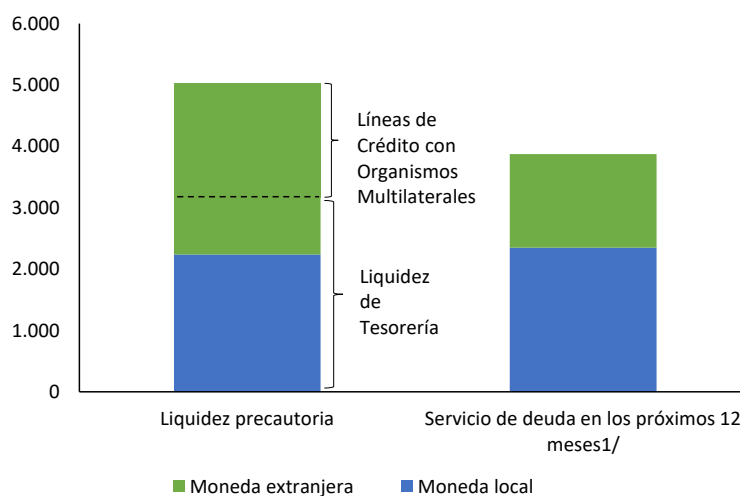 6.000
5.000
4.000
3.000
2.000
1.000
0
Líneas de
Crédito con
Organismos
Multilaterales
Liquidez
de
Tesorería
Liquidez precautoria
Servicio de deuda en los próximos 12
meses1/
Moneda extranjera
Moneda local